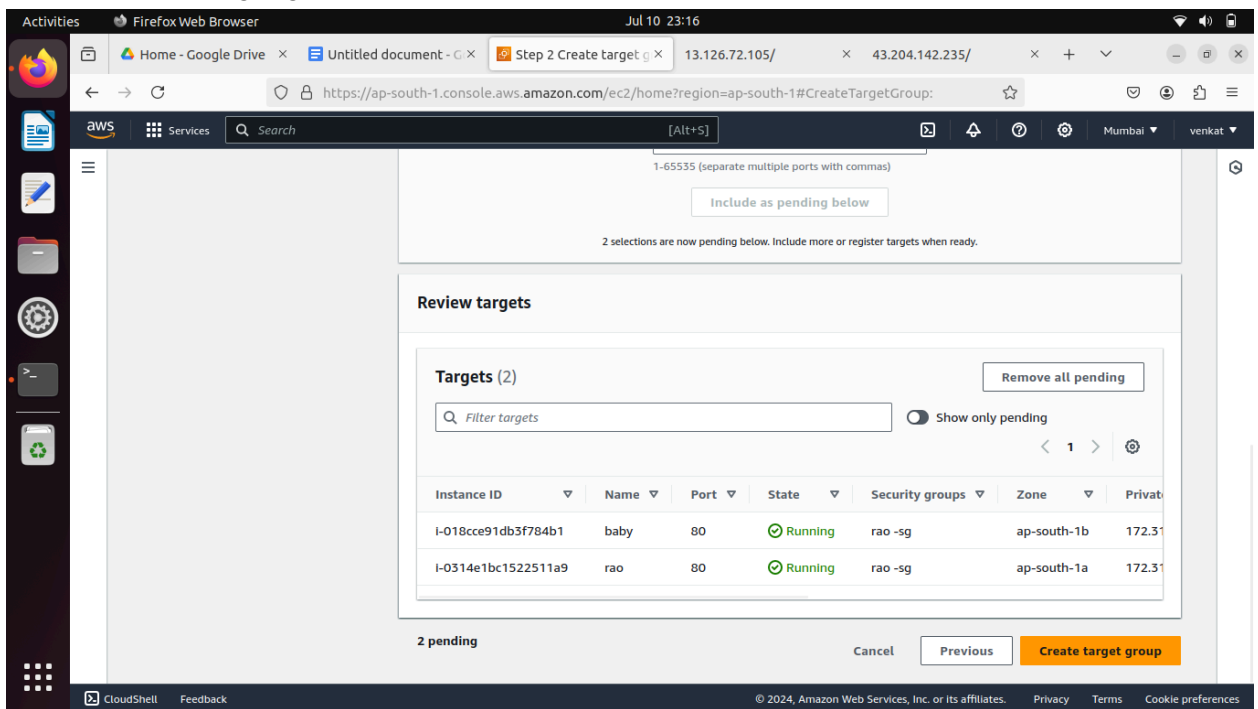 Activities Firefox Web Browser Jul 10 23:16
Home - Google Drive Untitled document - G Step 2 Create target g 13.126.72.105/ 43.204.142.235/
https://ap-south-1.console.aws.amazon.com/ec2/home?region=ap-south-1#CreateTargetGroup:
aws Services Search [Alt+S] Mumbai venkat
1-65535 (separate multiple ports with commas)
Include as pending below
2 selections are now pending below. Include more or register targets when ready.
Review targets
Targets (2) Remove all pending
Filter targets Show only pending
1
Instance ID Name Port State Security groups Zone Privat
i-018cce91db3f784b1 baby 80 Running rao -sg ap-south-1b 172.31
i-0314e1bc1522511a9 rao 80 Running rao -sg ap-south-1a 172.31
2 pending Cancel Previous Create target group
CloudShell Feedback © 2024, Amazon Web Services, Inc. or its affiliates. Privacy Terms Cookie preferences